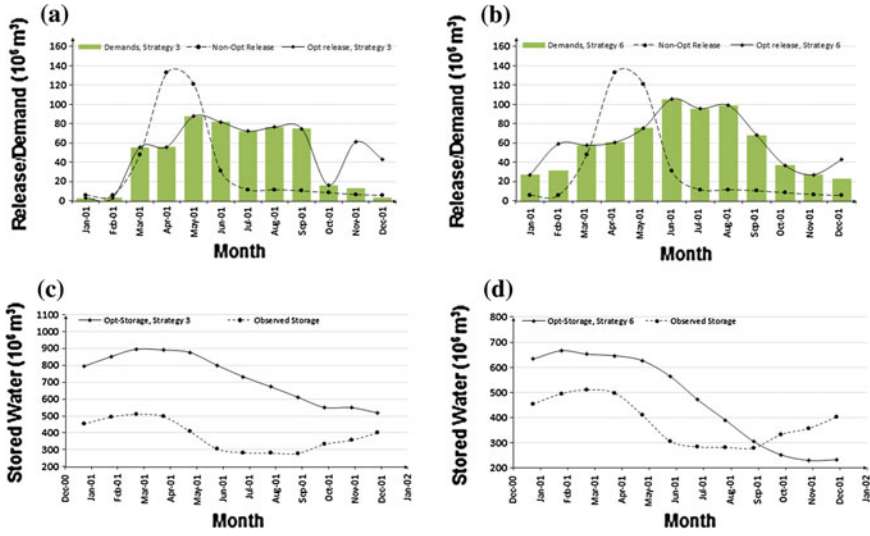 (a)
Demands, Strategy 3 Non-Opt Release Opt release, Strategy 3
160
140
120
100
80
60
40
20
0
Release/Demand (10⁶ m³)
Jan-01 Feb-01 Mar-01 Apr-01 May-01 Jun-01 Jul-01 Aug-01 Sep-01 Oct-01 Nov-01 Dec-01
Month
(b)
Demands, Strategy 6 Non-Opt Release Opt release, Strategy 6
160
140
120
100
80
60
40
20
0
Release/Demand (10⁶ m³)
Jan-01 Feb-01 Mar-01 Apr-01 May-01 Jun-01 Jul-01 Aug-01 Sep-01 Oct-01 Nov-01 Dec-01
Month
(c)
Opt-Storage, Strategy 3 Observed Storage
1100
1000
900
800
700
600
500
400
300
200
Stored Water (10⁶ m³)
Dec-00 Jan-01 Feb-01 Mar-01 Apr-01 May-01 Jun-01 Jul-01 Aug-01 Sep-01 Oct-01 Nov-01 Dec-01 Jan-02
Month
(d)
Opt-Storage, Strategy 6 Observed Storage
800
700
600
500
400
300
200
Stored Water (10⁶ m³)
Dec-00 Jan-01 Feb-01 Mar-01 Apr-01 May-01 Jun-01 Jul-01 Aug-01 Sep-01 Oct-01 Nov-01 Dec-01 Jan-02
Month